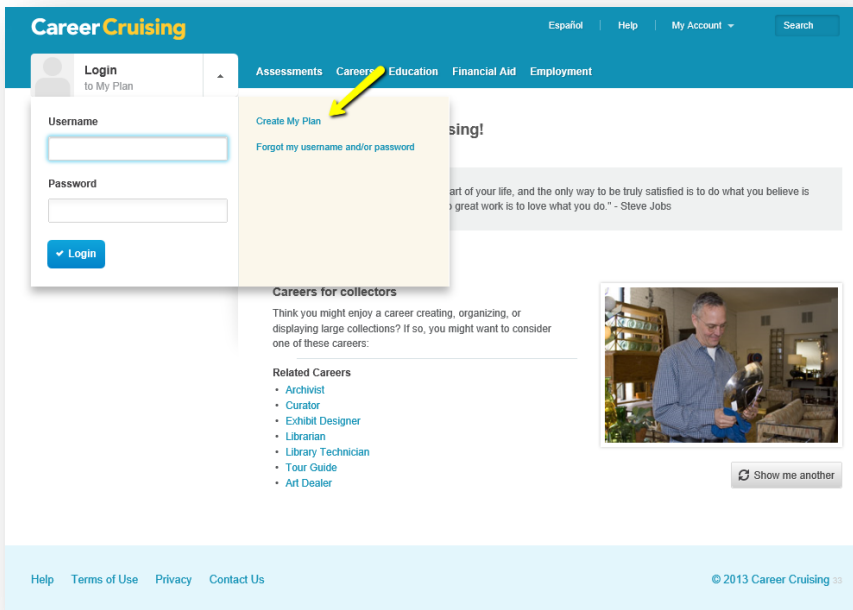 Career Cruising
Español Help My Account Search
Login
to My Plan
Assessments Careers Education Financial Aid Employment
Username
Create My Plan
sing!
Forgot my username and/or password
Password
art of your life, and the only way to be truly satisfied is to do what you believe is
great work is to love what you do." - Steve Jobs
Login
Careers for collectors
Think you might enjoy a career creating, organizing, or
displaying large collections? If so, you might want to consider
one of these careers:
Related Careers
• Archivist
• Curator
• Exhibit Designer
• Librarian
• Library Technician
• Tour Guide
• Art Dealer
Show me another
Help Terms of Use Privacy Contact Us
© 2013 Career Cruising 33